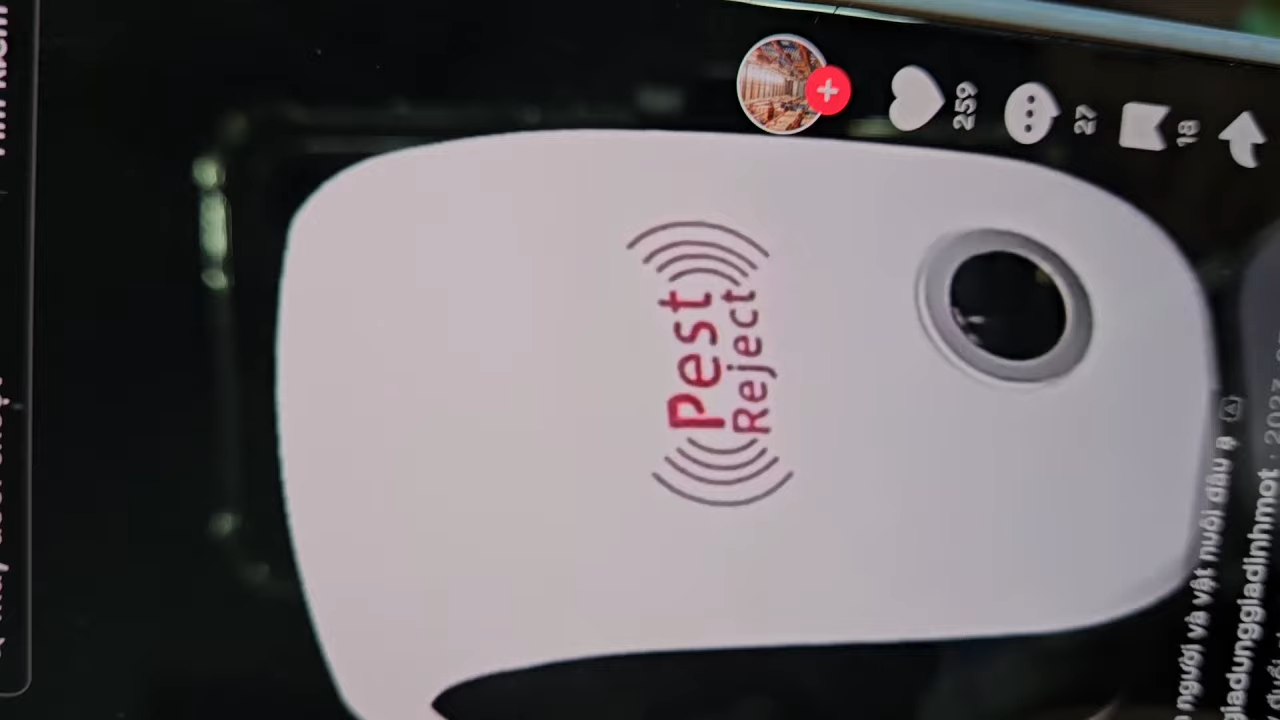 Pest
Reject
259
27
18
người và vật nuôi đâu ạ
giadunggiadinhmot · 2023